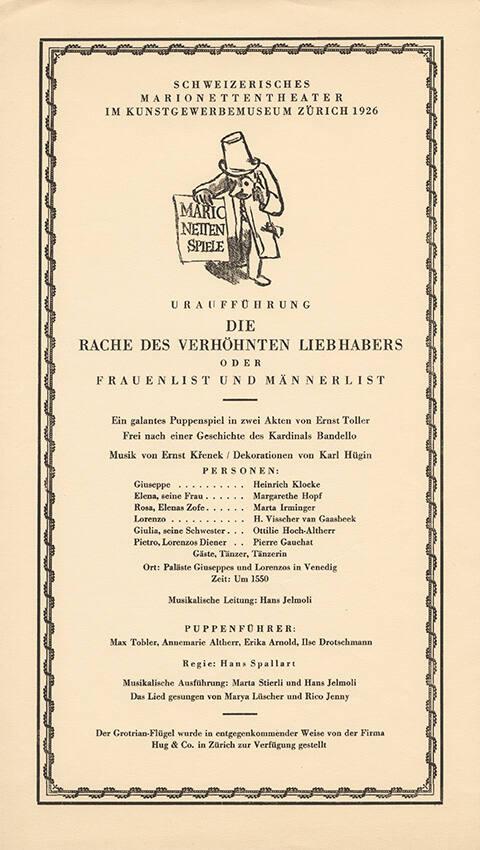 SCHWEIZERISCHES
MARIONETTENTHEATER
IM KUNSTGEWERBEMUSEUM ZÜRICH 1926
MARIO
NETTEN
SPIELE
URAUFFÜHRUNG
DIE
RACHE DES VERHÖHNTEN LIEBHABERS
ODER
FRAUENLIST UND MÄNNERLIST
Ein galantes Puppenspiel in zwei Akten von Ernst Toller
Frei nach einer Geschichte des Kardinals Bandello
Musik von Ernst Křenek / Dekorationen von Karl Hügin
PERSONEN:
Giuseppe . . . . . . . . . . Heinrich Klocke
Elena, seine Frau . . . . . . Margarethe Hopf
Rosa, Elenas Zofe . . . . . . Marta Irminger
Lorenzo . . . . . . . . . . . H. Visscher van Gaasbeek
Giulia, seine Schwester . . . Ottilie Hoch-Altherr
Pietro, Lorenzos Diener . . Pierre Gauchat
Gäste, Tänzer, Tänzerin
Ort: Paläste Giuseppes und Lorenzos in Venedig
Zeit: Um 1550
Musikalische Leitung: Hans Jelmoli
PUPPENFÜHRER:
Max Tobler, Annemarie Altherr, Erika Arnold, Ilse Drotschmann
Regie: Hans Spallart
Musikalische Ausführung: Marta Stierli und Hans Jelmoli
Das Lied gesungen von Marya Lüscher und Rico Jenny
Der Grotrian-Flügel wurde in entgegenkommender Weise von der Firma
Hug & Co. in Zürich zur Verfügung gestellt